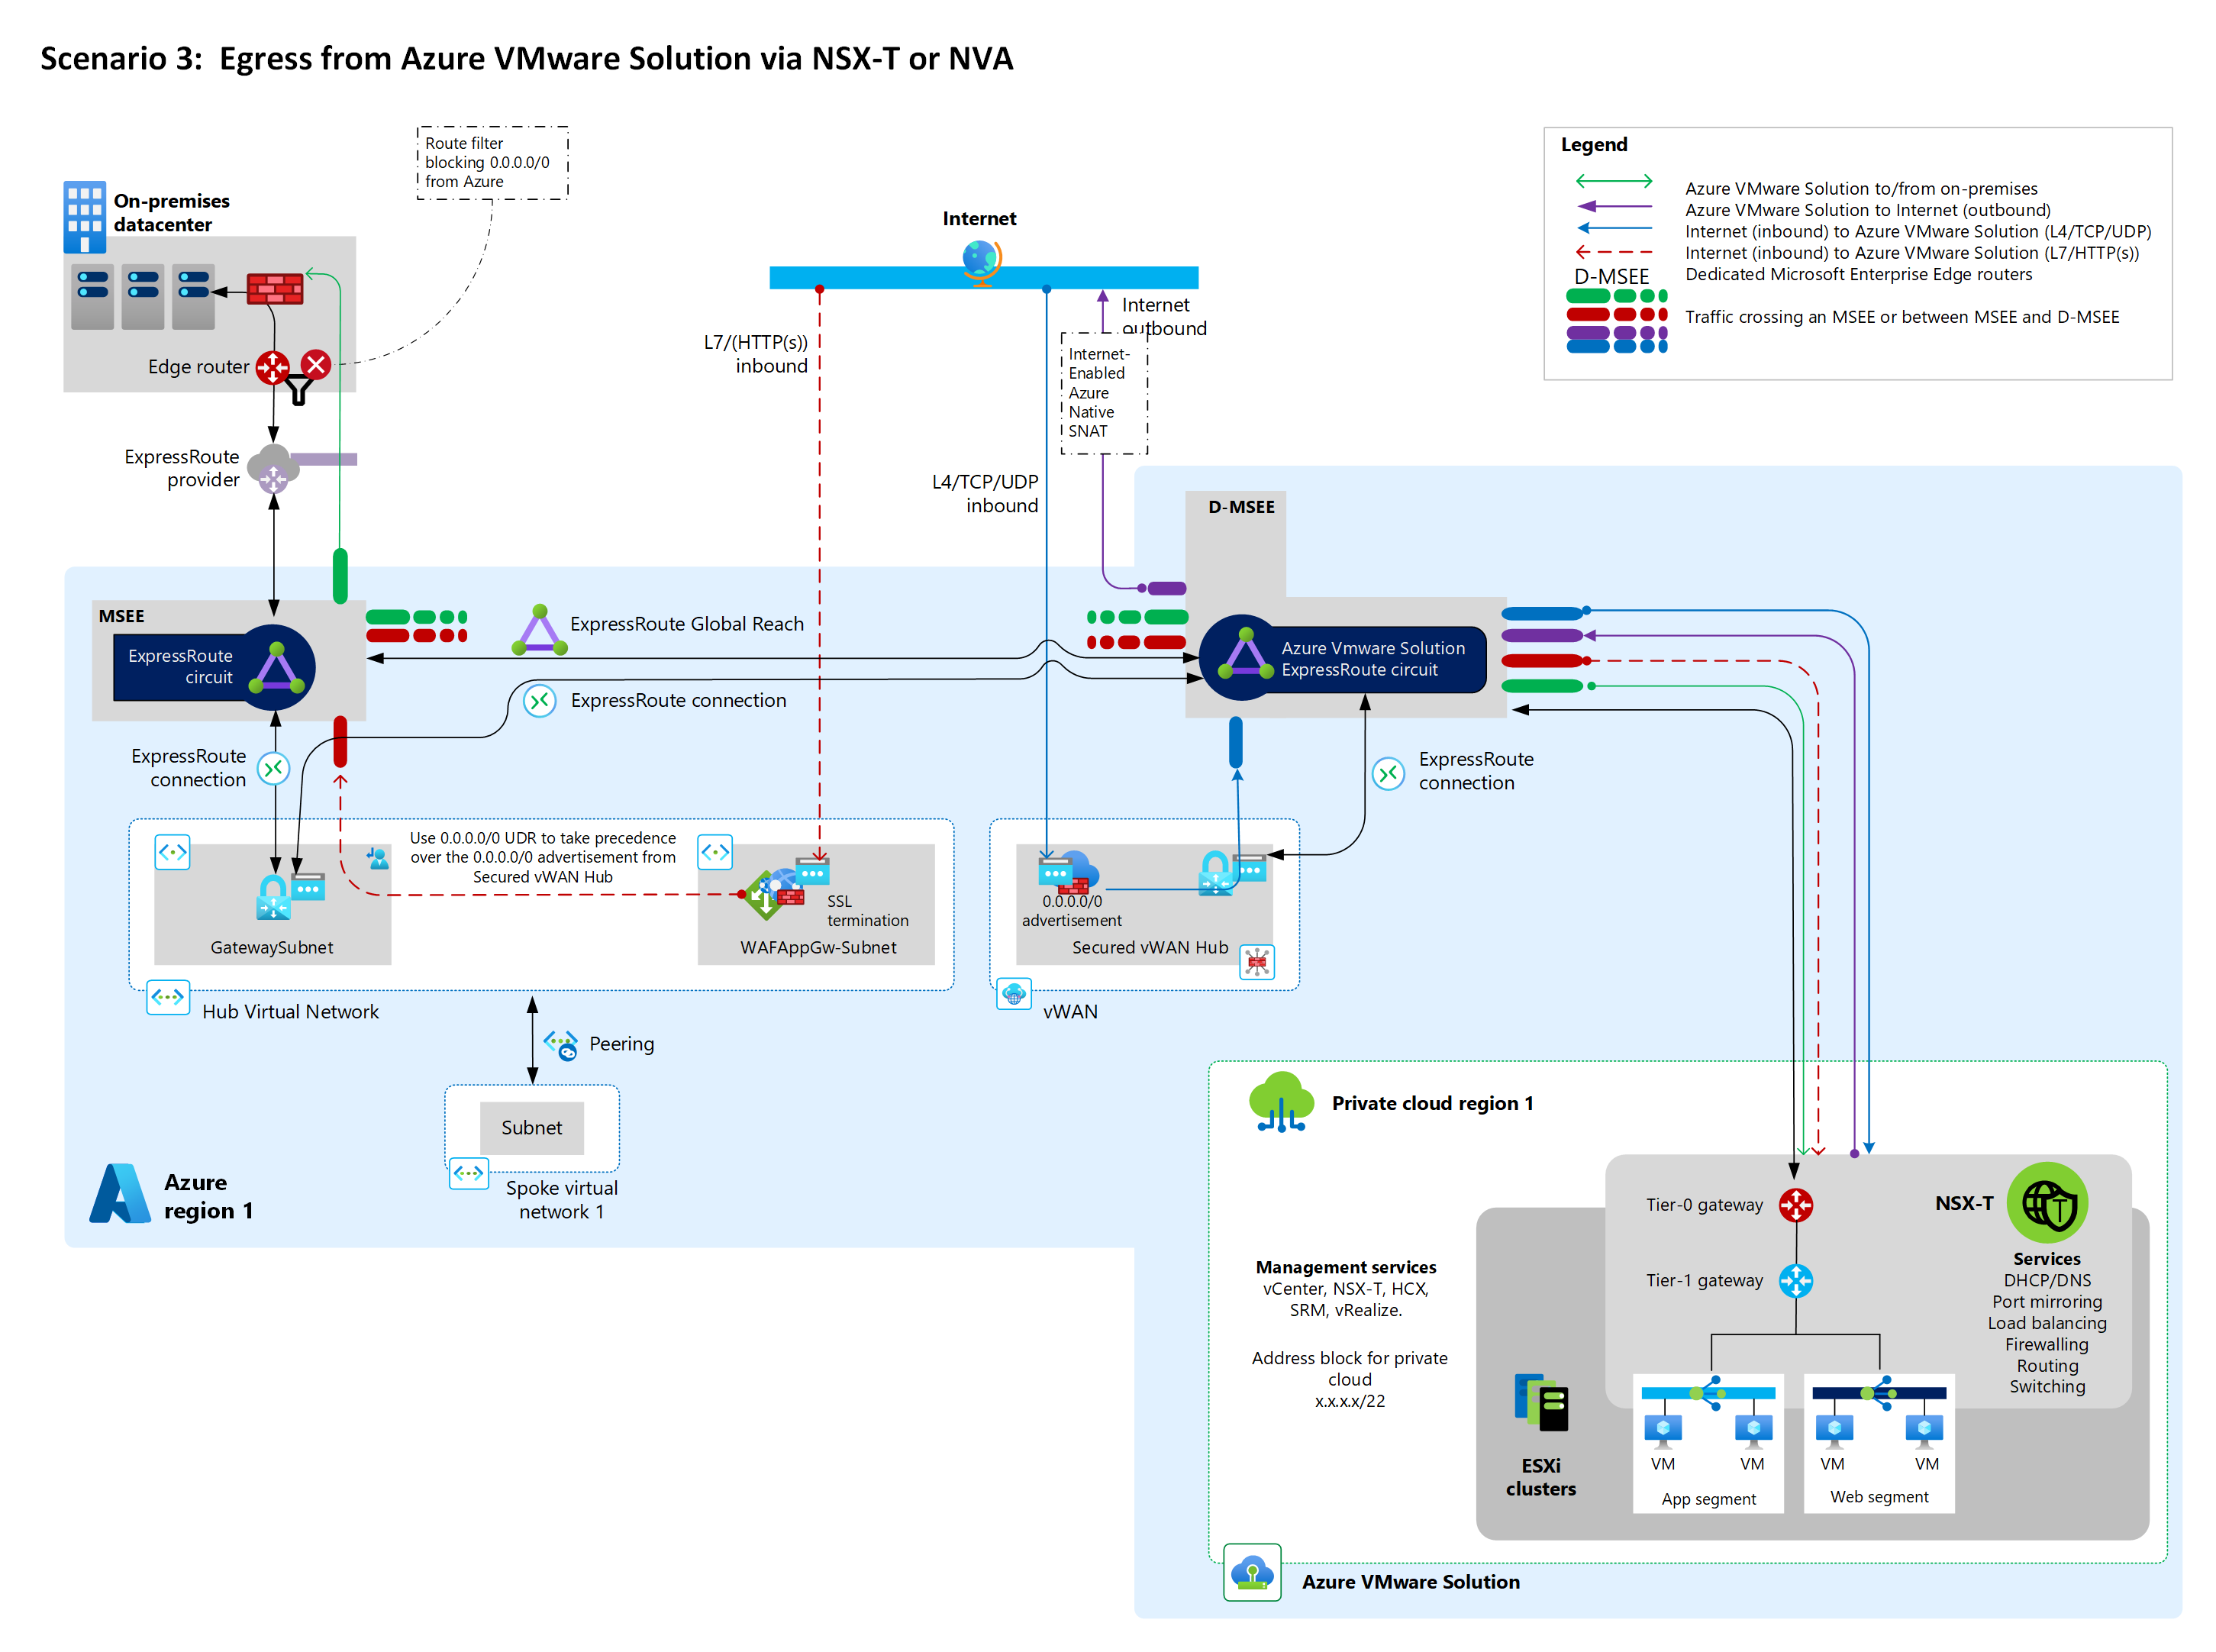 Scenario 3:  Egress from Azure VMware Solution via NSX-T or NVA
Route filter
blocking 0.0.0.0/0
from Azure
Legend
Azure VMware Solution to/from on-premises
Azure VMware Solution to Internet (outbound)
Internet (inbound) to Azure VMware Solution (L4/TCP/UDP)
Internet (inbound) to Azure VMware Solution (L7/HTTP(s))
D-MSEE
Dedicated Microsoft Enterprise Edge routers
Traffic crossing an MSEE or between MSEE and D-MSEE
On-premises
datacenter
Edge router
ExpressRoute
provider
Internet
L7/(HTTP(s))
inbound
Internet
outbound
Internet-
Enabled
Azure
Native
SNAT
L4/TCP/UDP
inbound
D-MSEE
MSEE
ExpressRoute
circuit
ExpressRoute Global Reach
ExpressRoute connection
Azure Vmware Solution
ExpressRoute circuit
ExpressRoute
connection
ExpressRoute
connection
Use 0.0.0.0/0 UDR to take precedence
over the 0.0.0.0/0 advertisement from
Secured vWAN Hub
GatewaySubnet
SSL
termination
WAFAppGw-Subnet
0.0.0.0/0
advertisement
Secured vWAN Hub
Hub Virtual Network
vWAN
Peering
Subnet
Spoke virtual
network 1
Azure
region 1
Private cloud region 1
Management services
vCenter, NSX-T, HCX,
SRM, vRealize.
Address block for private
cloud
x.x.x.x/22
Tier-0 gateway
Tier-1 gateway
NSX-T
T
Services
DHCP/DNS
Port mirroring
Load balancing
Firewalling
Routing
Switching
ESXi
clusters
VM
VM
App segment
VM
VM
Web segment
Azure VMware Solution